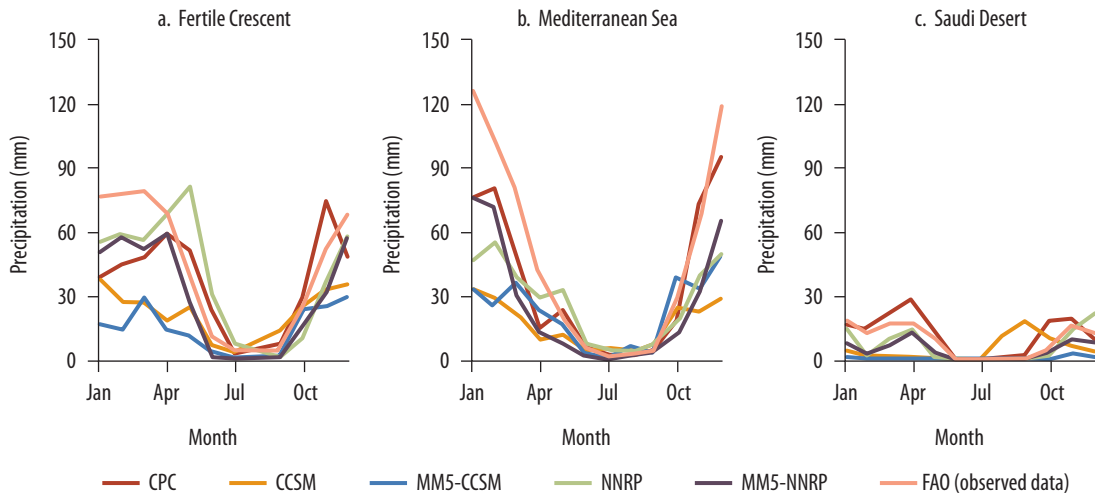 a. Fertile Crescent
150
120
90
60
30
0
Precipitation (mm)
Jan Apr Jul Oct
Month
b. Mediterranean Sea
150
120
90
60
30
0
Precipitation (mm)
Jan Apr Jul Oct
Month
c. Saudi Desert
150
120
90
60
30
0
Precipitation (mm)
Jan Apr Jul Oct
Month
CPC CCSM MM5-CCSM NNRP MM5-NNRP FAO (observed data)